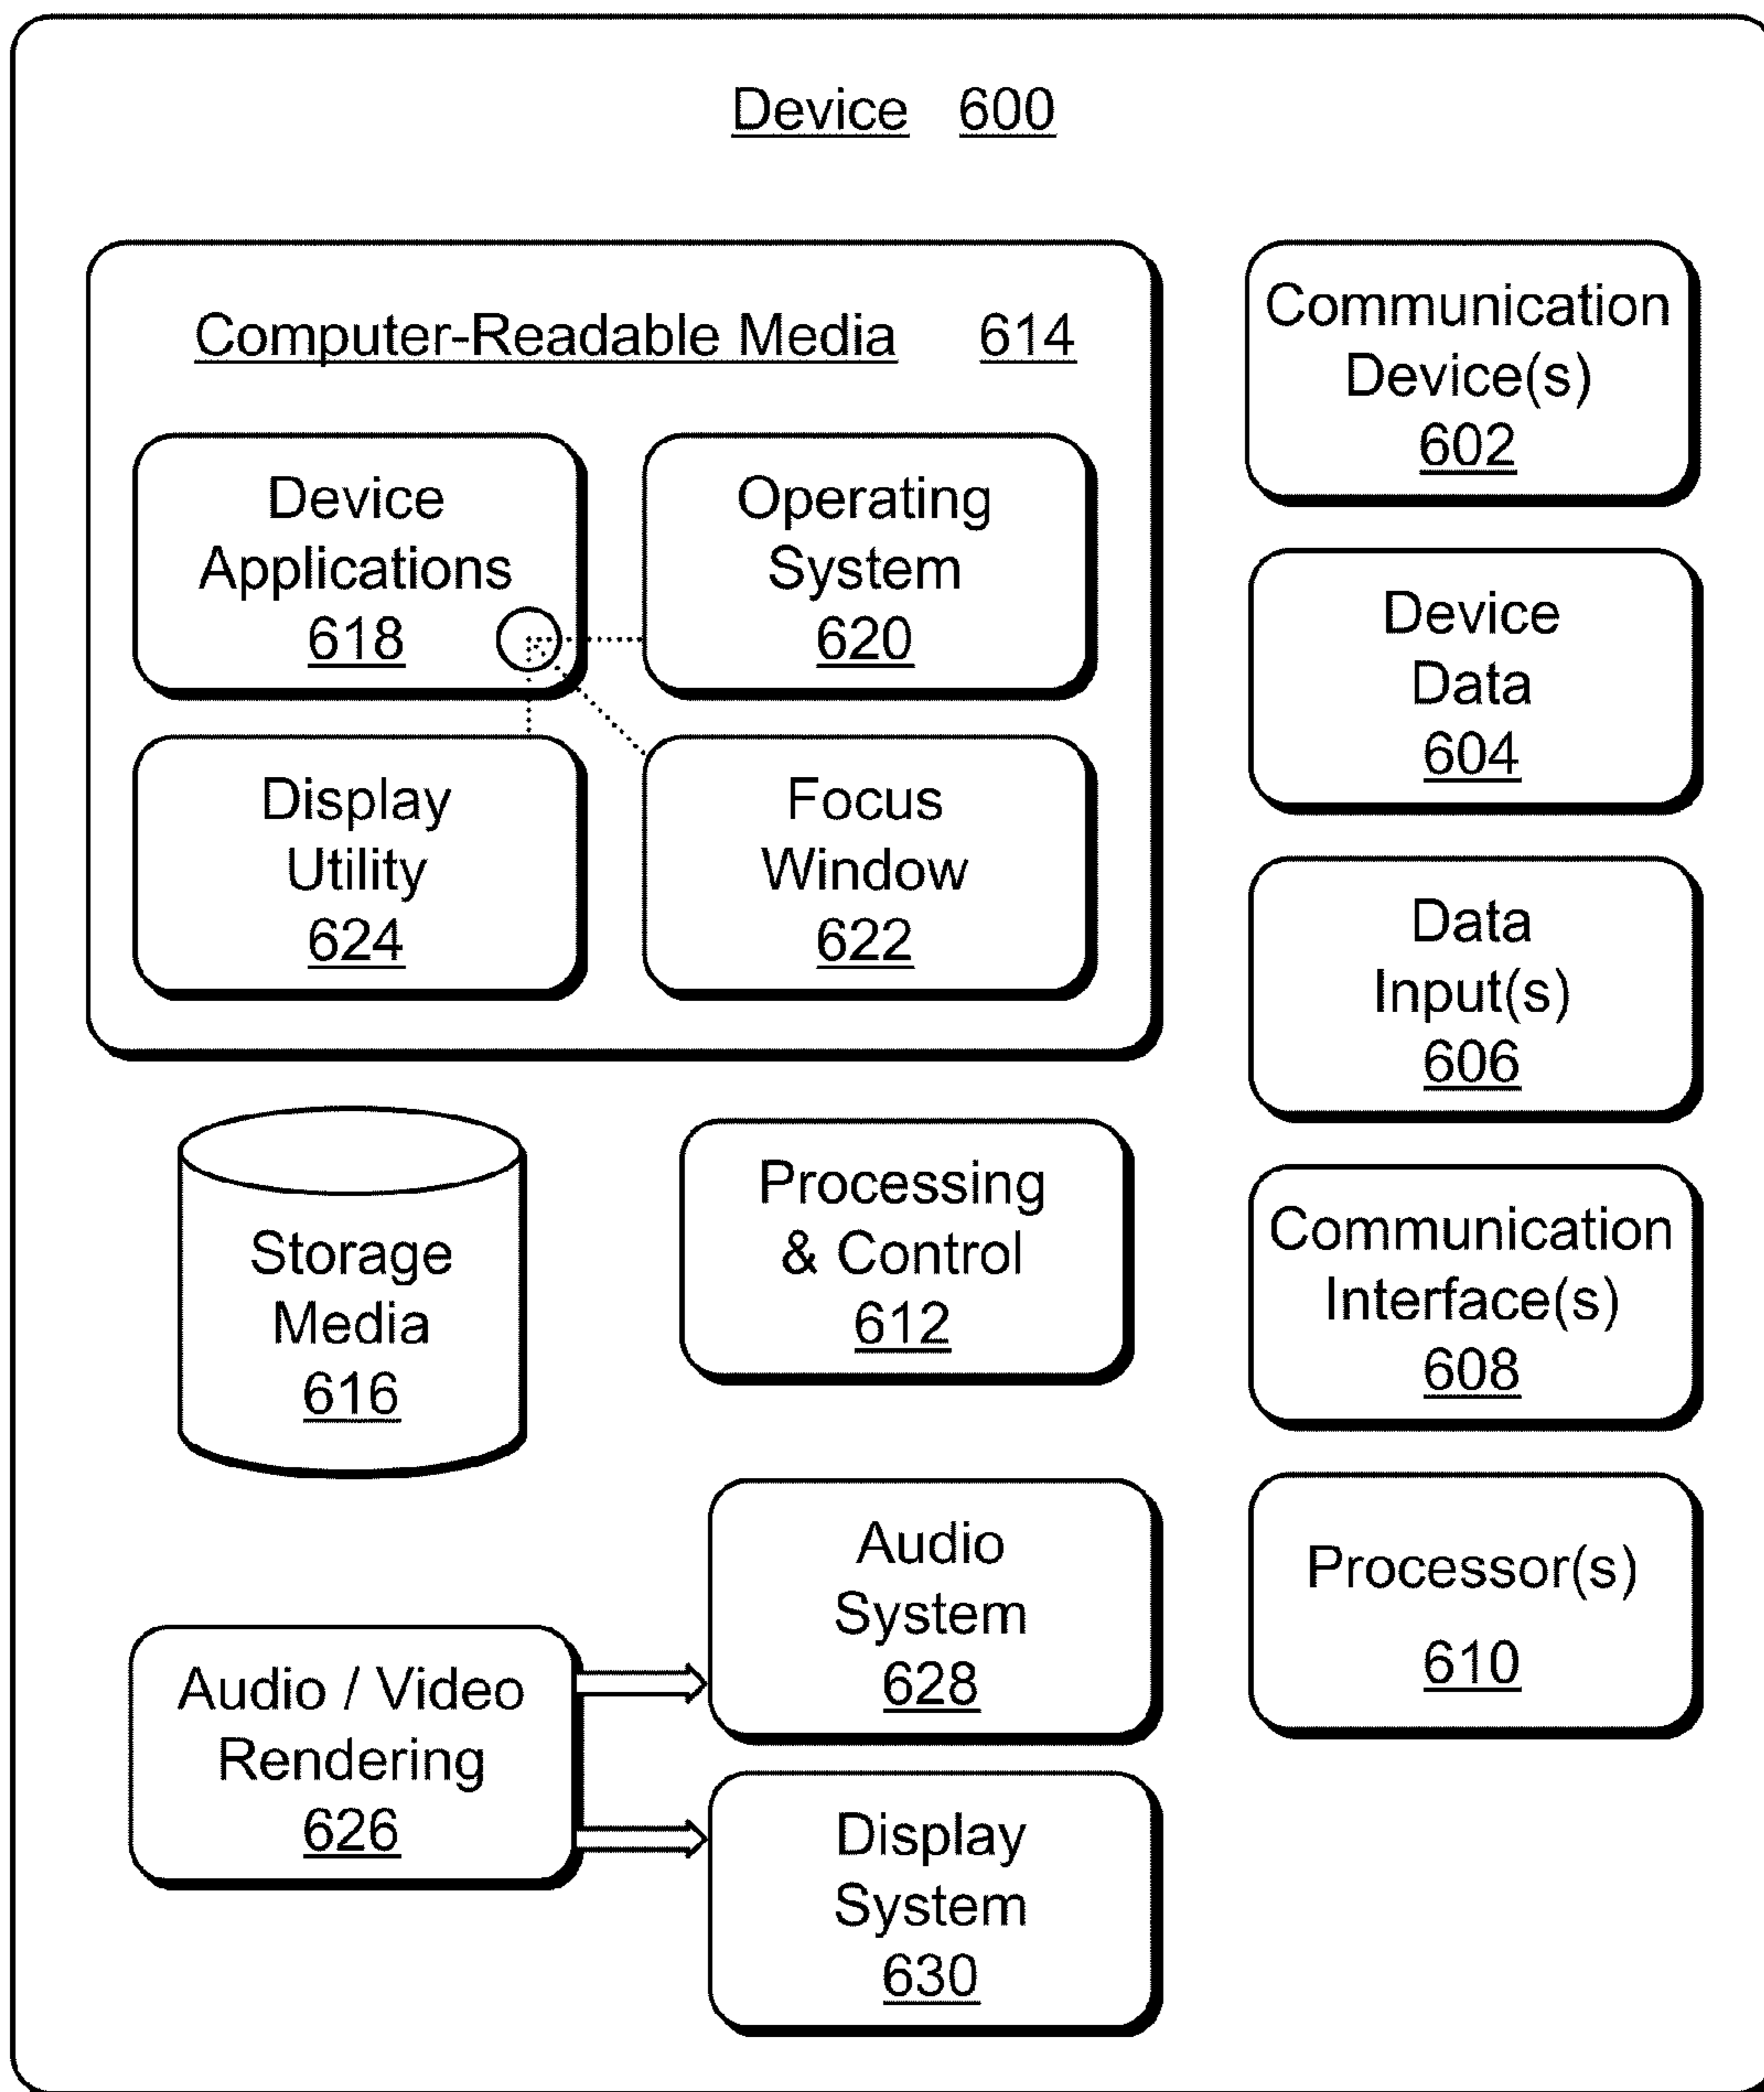 Device 600
Computer-Readable Media 614
Device
Applications
618
Operating
System
620
Display
Utility
624
Focus
Window
622
Communication
Device(s)
602
Device
Data
604
Data
Input(s)
606
Communication
Interface(s)
608
Processor(s)
610
Storage
Media
616
Processing
& Control
612
Audio / Video
Rendering
626
Audio
System
628
Display
System
630